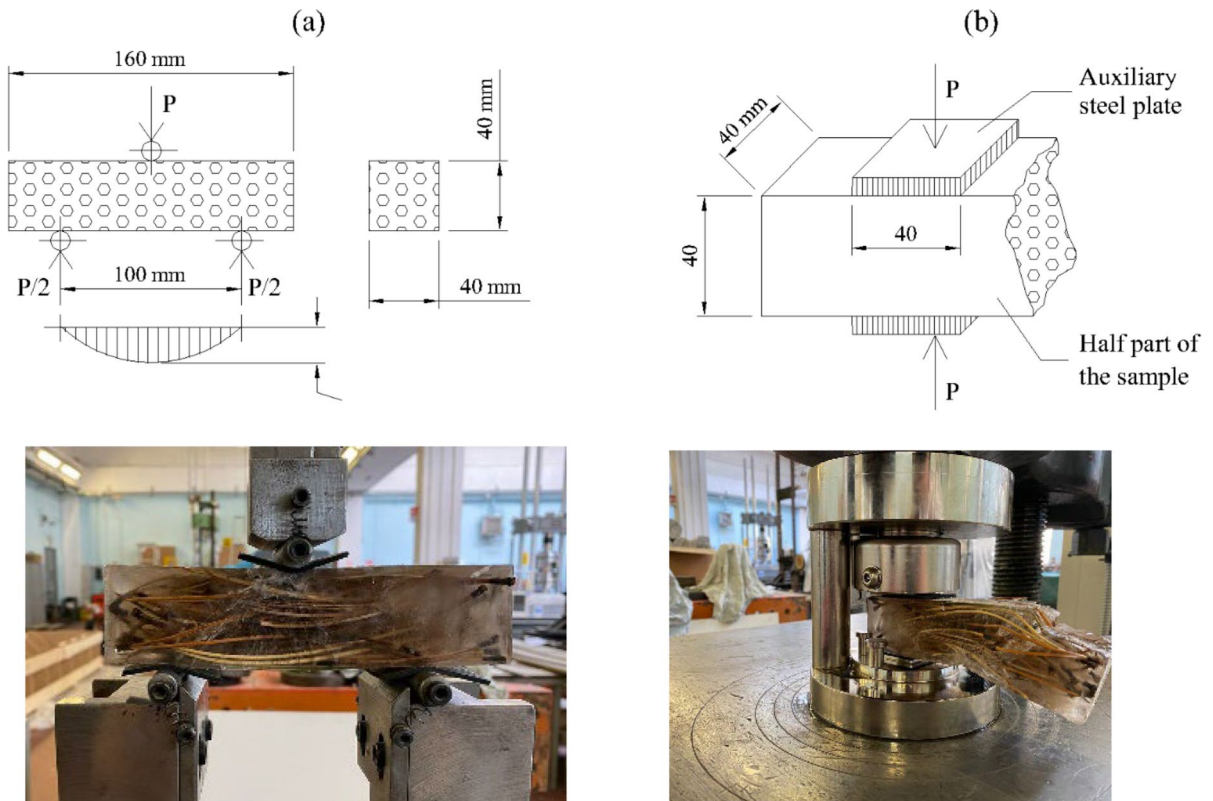 (a)
160 mm
P
40 mm
P/2
100 mm
P/2
40 mm
(b)
P
Auxiliary
steel plate
40 mm
40
40
Half part of
the sample
P